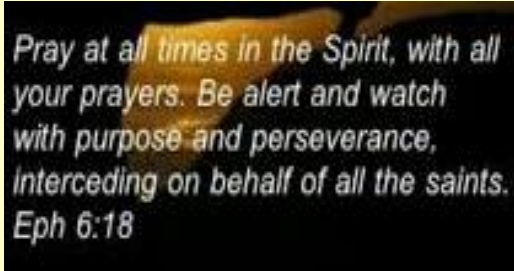 Pray at all times in the Spirit, with all
your prayers. Be alert and watch
with purpose and perseverance,
interceding on behalf of all the saints.
Eph 6:18